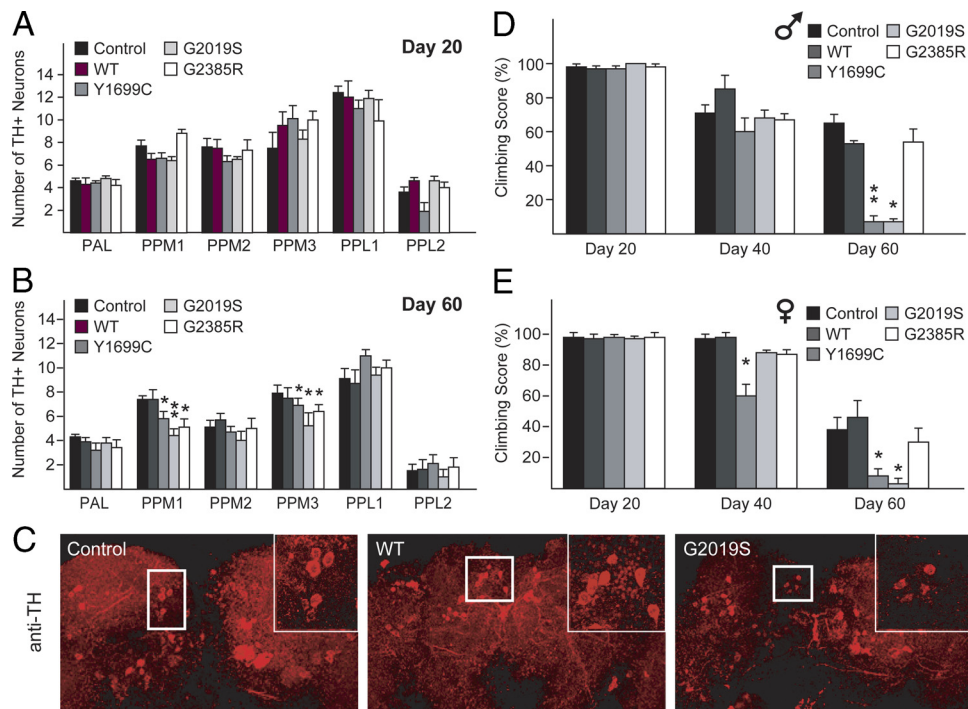 A
Day 20
Control
WT
Y1699C
G2019S
G2385R
Number of TH+ Neurons
14
12
10
8
6
4
2
PAL PPM1 PPM2 PPM3 PPL1 PPL2
B
Day 60
Control
WT
Y1699C
G2019S
G2385R
Number of TH+ Neurons
14
12
10
8
6
4
2
* ** * * * *
PAL PPM1 PPM2 PPM3 PPL1 PPL2
D
♂
Control
WT
Y1699C
G2019S
G2385R
Climbing Score (%)
100
80
60
40
20
** *
Day 20 Day 40 Day 60
E
♀
Control
WT
Y1699C
G2019S
G2385R
Climbing Score (%)
100
80
60
40
20
* * *
Day 20 Day 40 Day 60
C
anti-TH
Control
WT
G2019S